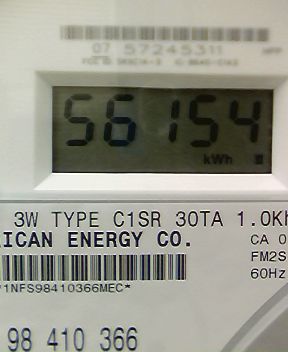 07 57245311
56154
kWh
3W TYPE C1SR 30TA 1.0Kh
ICAN ENERGY CO.
CA 0
FM2S
60Hz
*1NFS98410366MEC*
98 410 366